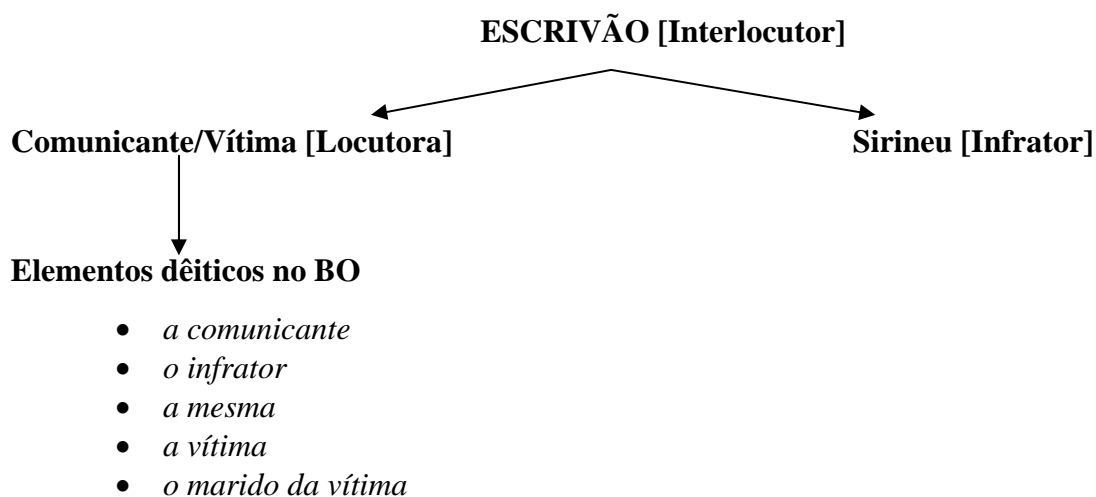 ESCRIVÃO [Interlocutor]
Comunicante/Vítima [Locutora]
Sirineu [Infrator]
Elementos dêiticos no BO
• a comunicante
• o infrator
• a mesma
• a vítima
• o marido da vítima